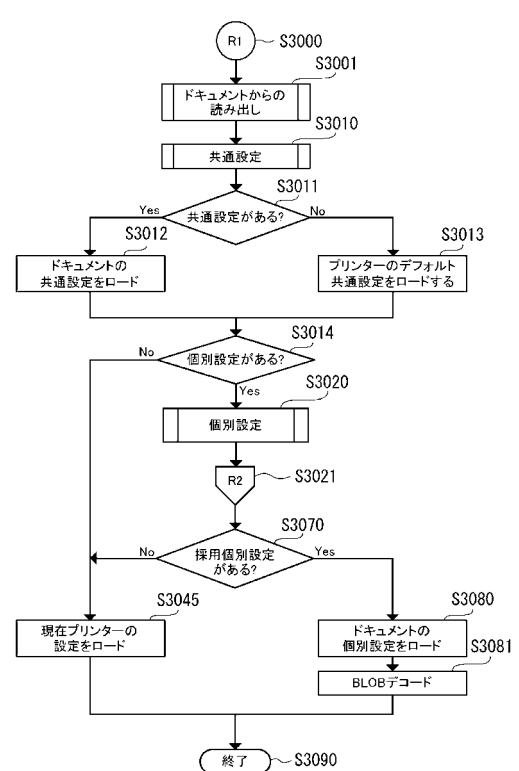 R1
S3000
S3001
ドキュメントからの
読み出し
S3010
共通設定
S3011
共通設定がある?
Yes
No
S3012
ドキュメントの
共通設定をロード
S3013
プリンターのデフォルト
共通設定をロードする
S3014
個別設定がある?
No
Yes
S3020
個別設定
R2
S3021
S3070
採用個別設定
がある?
No
Yes
S3045
現在プリンターの
設定をロード
S3080
ドキュメントの
個別設定をロード
S3081
BLOBデコード
終了
S3090